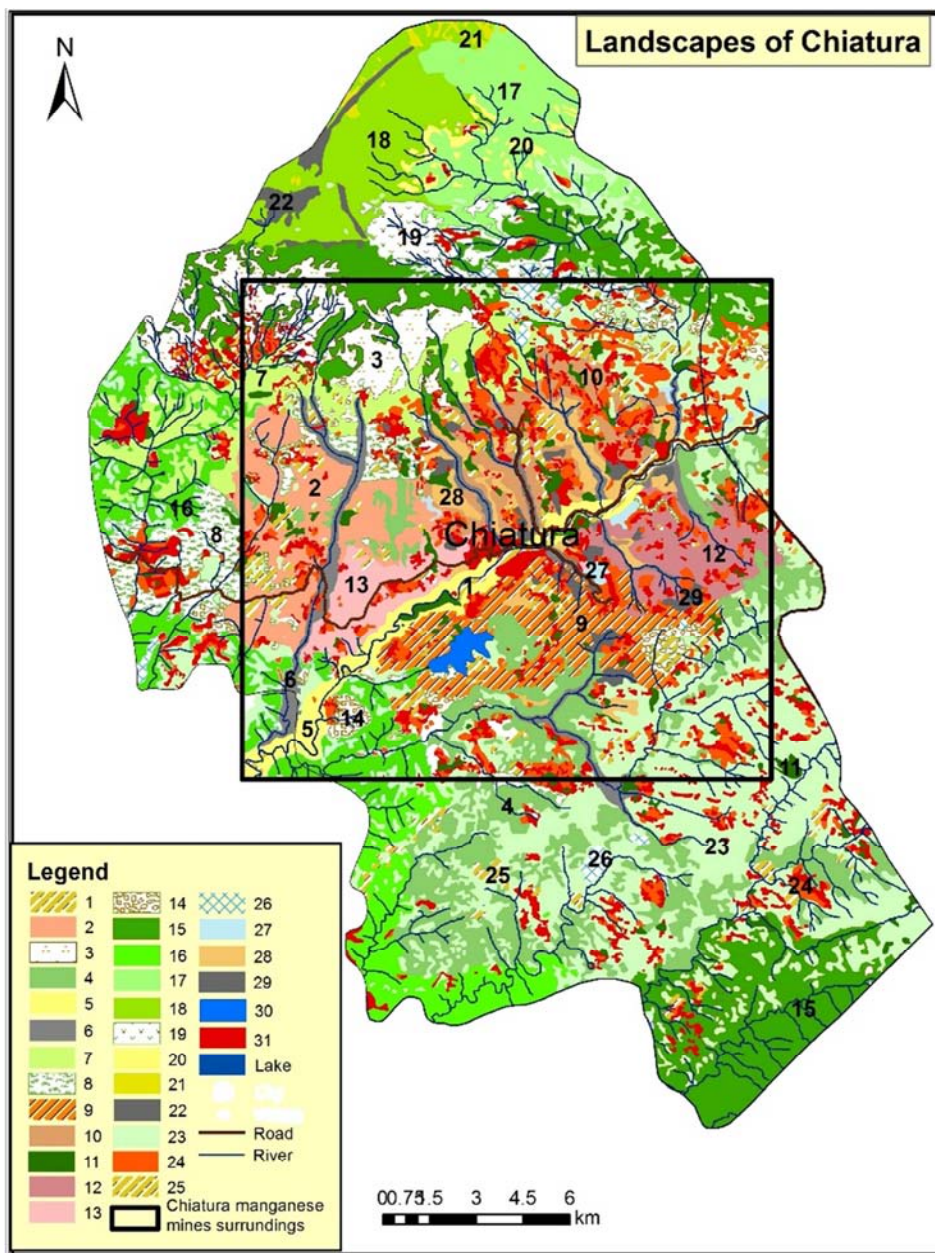 Landscapes of Chiatura
N
21
17
18
20
22
19
3
7
10
2
16
28
8
Chiatura
12
13
27
1
29
9
6
14
5
11
4
23
26
25
24
15
Legend
1 14 26
2 15 27
3 16 28
4 17 29
5 18 30
6 19 31
7 20 Lake
8 21
9 22
10 23 Road
11 24 River
12 25
13 Chiatura manganese
mines surrundings
00.751.5 3 4.5 6
km